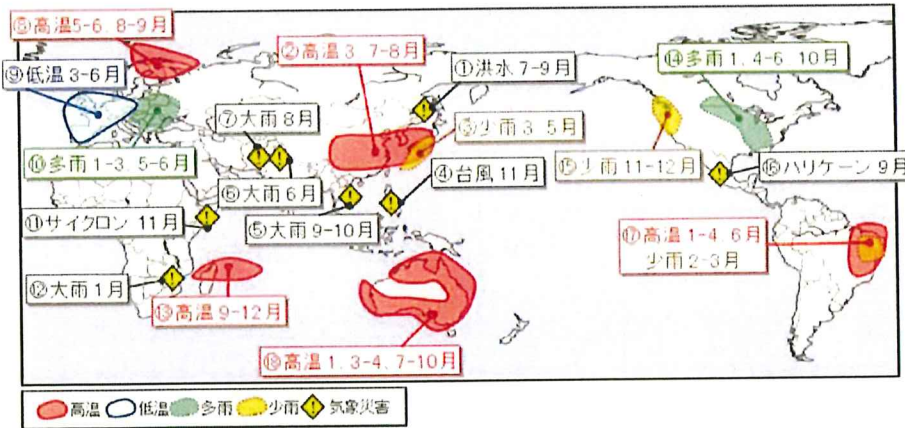 ⑧高温5-6. 8-9月
②高温3. 7-8月
①洪水 7-9月
⑭多雨 1. 4-6. 10月
⑨低温 3-6月
⑦大雨 8月
③少雨 3. 5月
⑩多雨 1-3. 5-6月
④台風 11月
⑮少雨 11-12月
⑯ハリケーン 9月
⑥大雨 6月
⑪サイクロン 11月
⑤大雨 9-10月
⑰高温 1-4. 6月
少雨 2-3月
⑫大雨 1月
⑬高温 9-12月
⑱高温 1. 3-4. 7-10月
高温 低温 多雨 少雨 気象災害